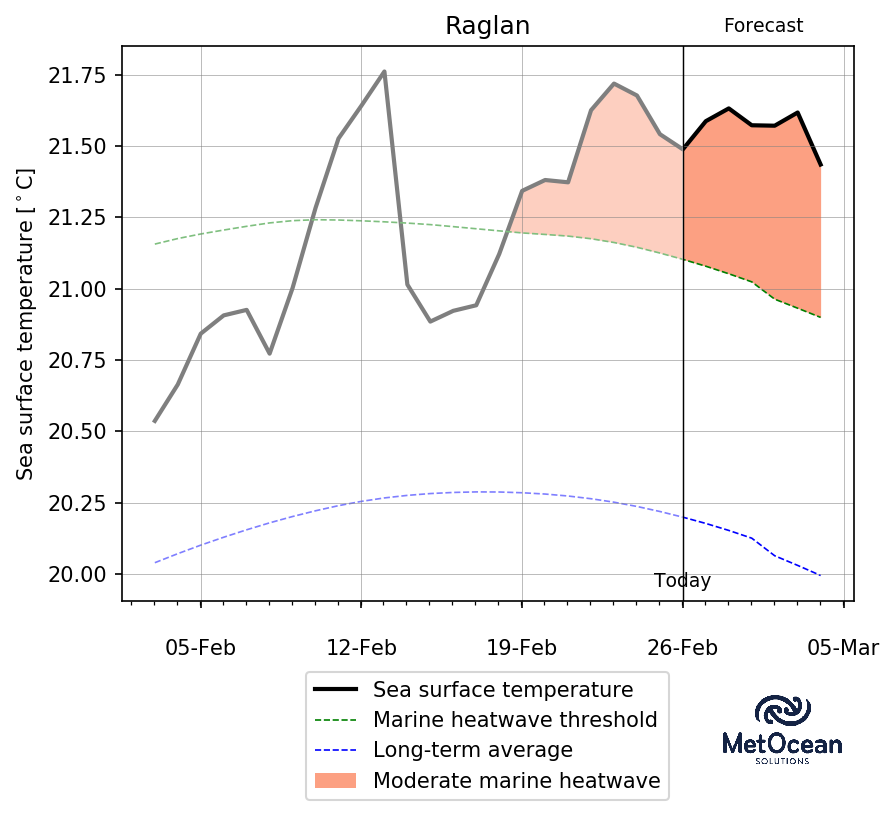 Raglan
Forecast
Sea surface temperature [°C]
21.75
21.50
21.25
21.00
20.75
20.50
20.25
20.00
Today
05-Feb
12-Feb
19-Feb
26-Feb
05-Mar
Sea surface temperature
Marine heatwave threshold
Long-term average
Moderate marine heatwave
MetOcean
SOLUTIONS